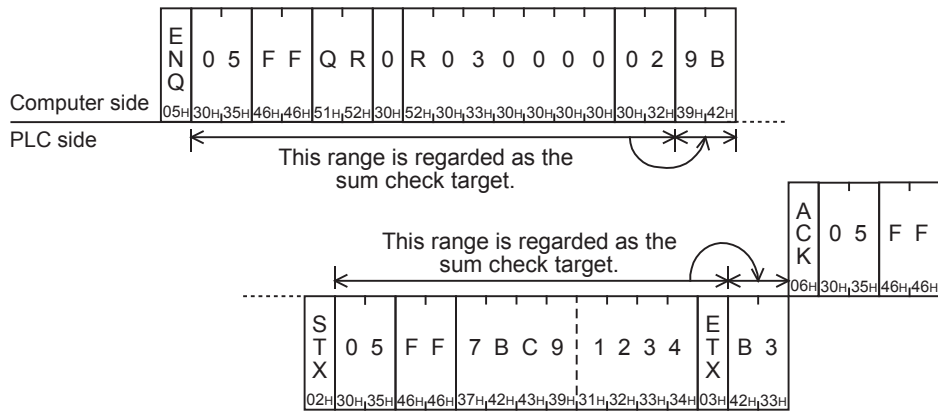 ENQ 0 5 F F Q R 0 R 0 3 0 0 0 0 0 2 9 B
Computer side 05H 30H,35H 46H,46H 51H,52H 30H 52H,30H,33H,30H,30H,30H,30H 30H,32H 39H,42H
PLC side
This range is regarded as the
sum check target.
ACK 0 5 F F
06H 30H,35H 46H,46H
This range is regarded as the
sum check target.
STX 0 5 F F 7 B C 9 1 2 3 4 ETX B 3
02H 30H,35H 46H,46H 37H,42H,43H,39H,31H,32H,33H,34H 03H 42H,33H